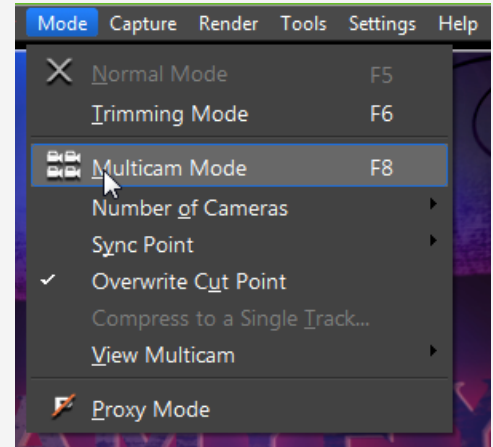 Mode Capture Render Tools Settings Help
Normal Mode F5
Trimming Mode F6
Multicam Mode F8
Number of Cameras
Sync Point
Overwrite Cut Point
Compress to a Single Track...
View Multicam
Proxy Mode